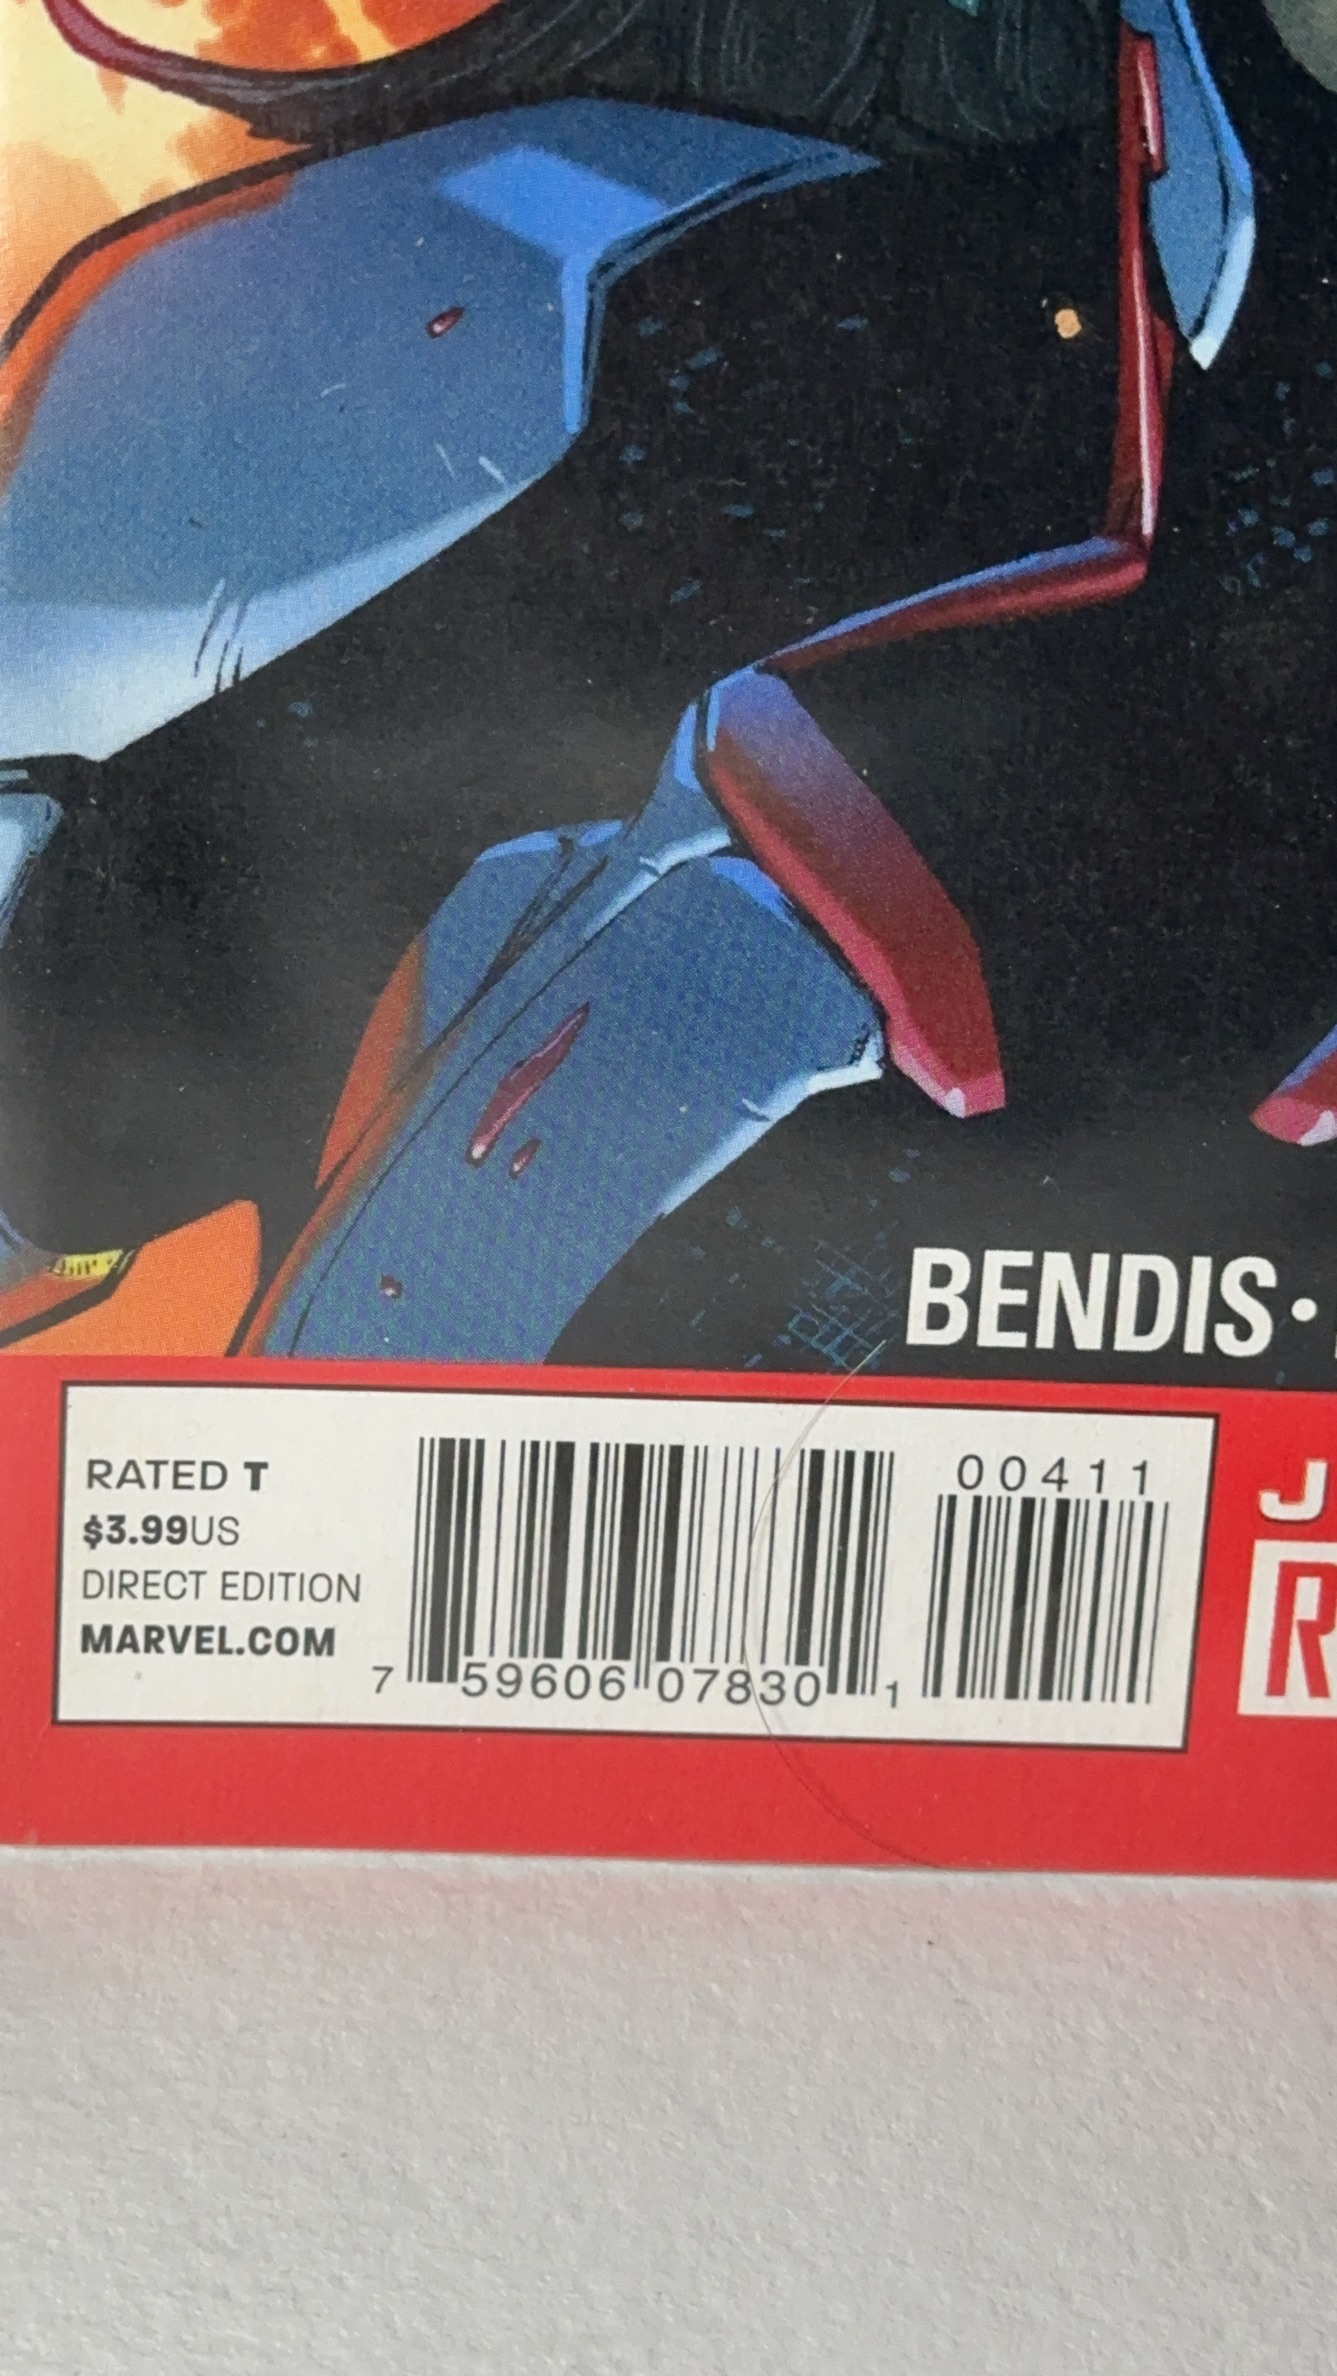 BENDIS •
RATED T
$3.99US
DIRECT EDITION
MARVEL.COM
7 59606 07830 1
00411
J
R